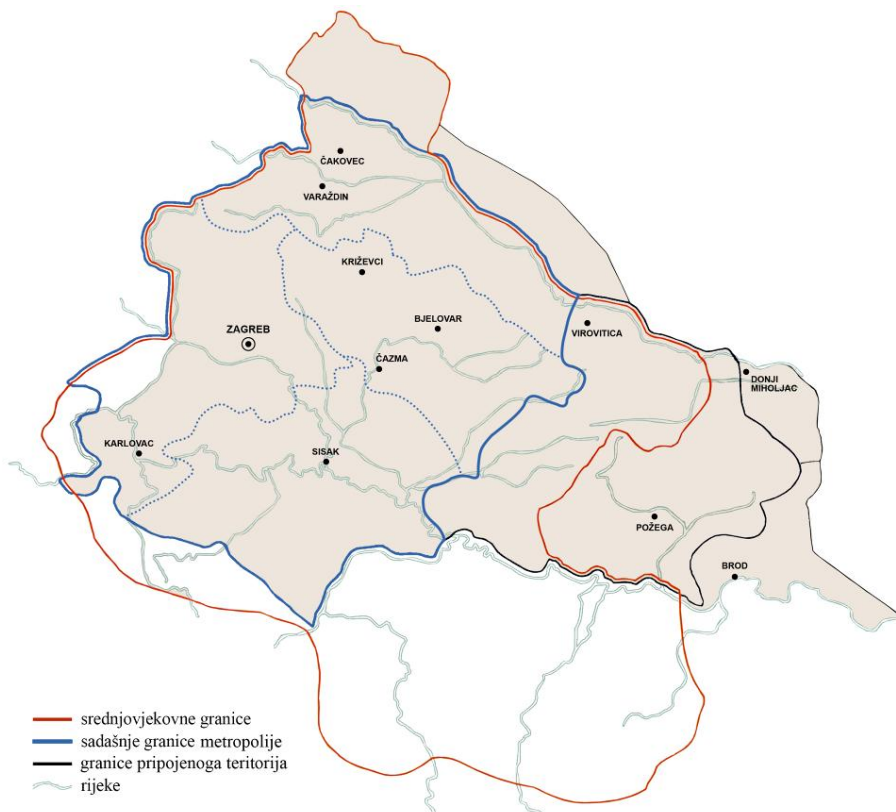 ČAKOVEC
VARAŽDIN
KRIŽEVCI
ZAGREB
BJELOVAR
VIROVITICA
ČAZMA
DONJI
MIHOLJAC
KARLOVAC
SISAK
POŽEGA
BROD
srednjovjekovne granice
sadašnje granice metropolije
granice pripojenoga teritorija
rijeke